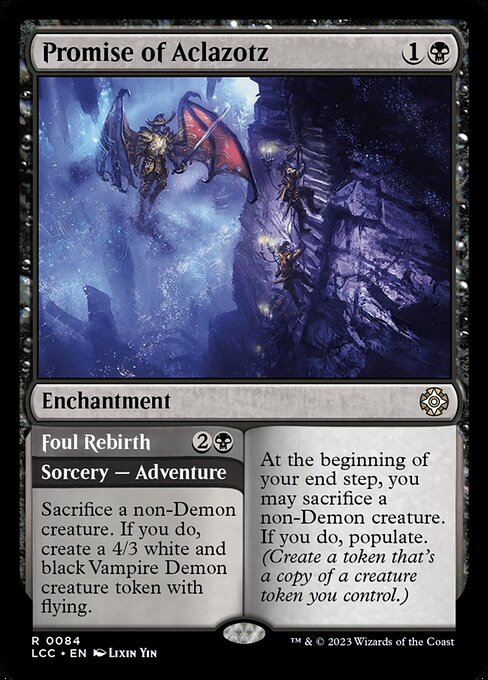 Promise of Aclazotz 1
Enchantment
Foul Rebirth 2
Sorcery — Adventure
Sacrifice a non-Demon
creature. If you do,
create a 4/3 white and
black Vampire Demon
creature token with
flying.
At the beginning of
your end step, you
may sacrifice a
non-Demon creature.
If you do, populate.
(Create a token that's
a copy of a creature
token you control.)
R 0084
LCC • EN Lixin Yin
™ & © 2023 Wizards of the Coast